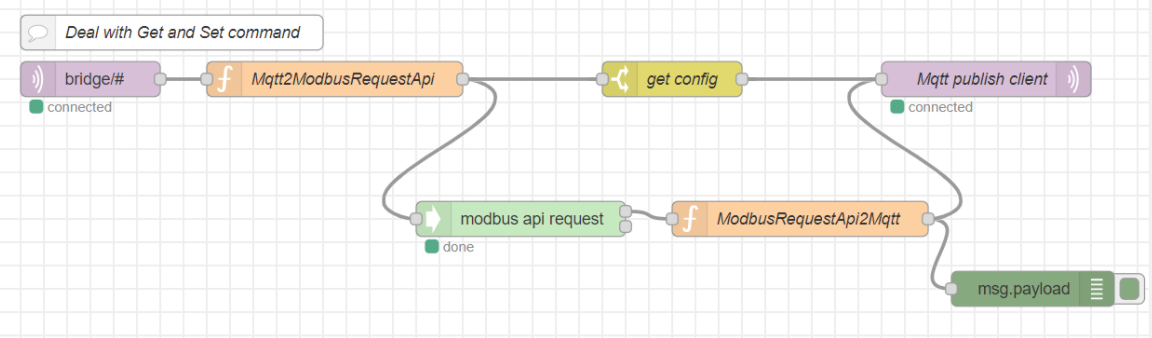 Deal with Get and Set command
bridge/#
Mqtt2ModbusRequestApi
get config
Mqtt publish client
connected
connected
modbus api request
ModbusRequestApi2Mqtt
done
msg.payload